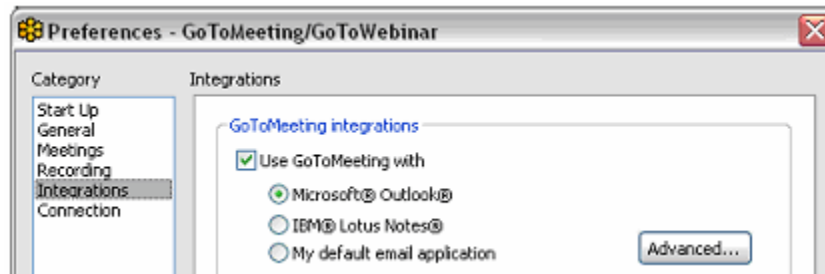 Preferences - GoToMeeting/GoToWebinar
Category
Integrations
Start Up
General
Meetings
Recording
Integrations
Connection
GoToMeeting integrations
Use GoToMeeting with
Microsoft® Outlook®
IBM® Lotus Notes®
My default email application
Advanced...